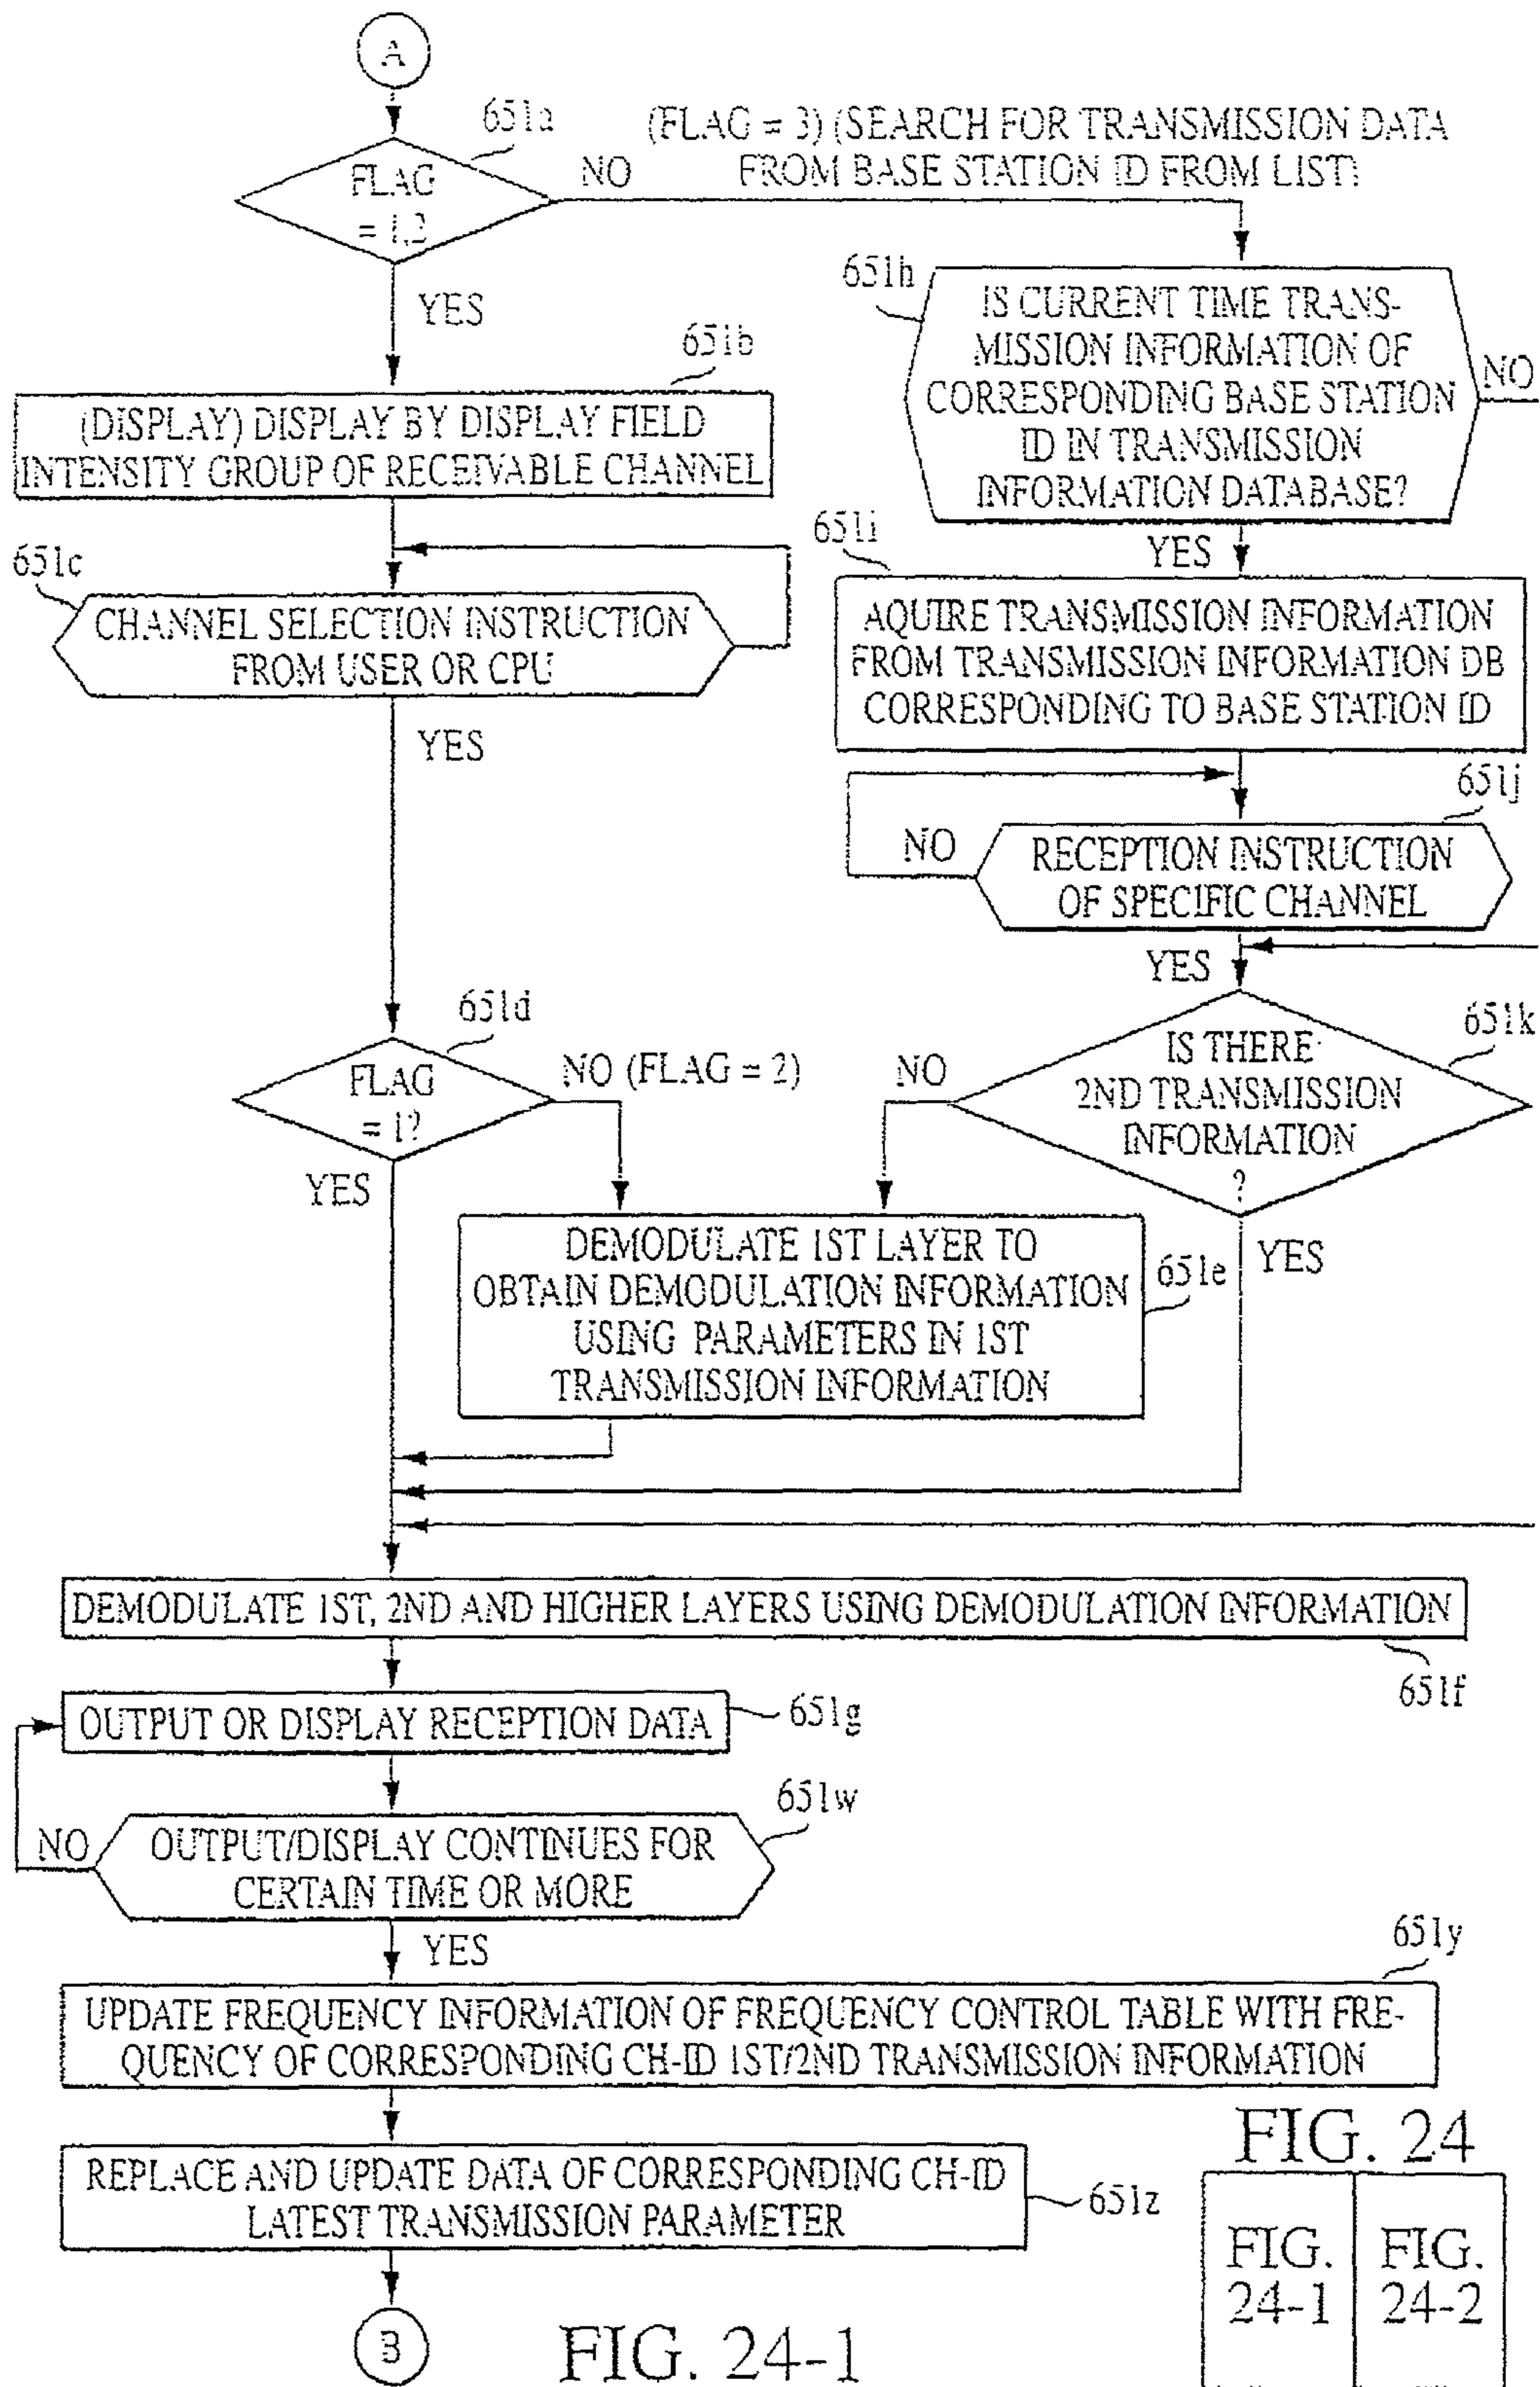 A
651a
FLAG
= 1,2
NO
(FLAG = 3) (SEARCH FOR TRANSMISSION DATA
FROM BASE STATION ID FROM LIST)
YES
651b
(DISPLAY) DISPLAY BY DISPLAY FIELD
INTENSITY GROUP OF RECEIVABLE CHANNEL
651c
CHANNEL SELECTION INSTRUCTION
FROM USER OR CPU
YES
651h
IS CURRENT TIME TRANS-
MISSION INFORMATION OF
CORRESPONDING BASE STATION
ID IN TRANSMISSION
INFORMATION DATABASE?
NO
YES
651i
AQUIRE TRANSMISSION INFORMATION
FROM TRANSMISSION INFORMATION DB
CORRESPONDING TO BASE STATION ID
651j
NO
RECEPTION INSTRUCTION
OF SPECIFIC CHANNEL
YES
651d
FLAG
= 1?
NO (FLAG = 2)
YES
651k
IS THERE
2ND TRANSMISSION
INFORMATION
?
NO
YES
DEMODULATE 1ST LAYER TO
OBTAIN DEMODULATION INFORMATION
USING PARAMETERS IN 1ST
TRANSMISSION INFORMATION
651e
DEMODULATE 1ST, 2ND AND HIGHER LAYERS USING DEMODULATION INFORMATION
651f
OUTPUT OR DISPLAY RECEPTION DATA
651g
651w
NO
OUTPUT/DISPLAY CONTINUES FOR
CERTAIN TIME OR MORE
YES
651y
UPDATE FREQUENCY INFORMATION OF FREQUENCY CONTROL TABLE WITH FRE-
QUENCY OF CORRESPONDING CH-ID 1ST/2ND TRANSMISSION INFORMATION
REPLACE AND UPDATE DATA OF CORRESPONDING CH-ID
LATEST TRANSMISSION PARAMETER
651z
B
FIG. 24-1
FIG. 24
FIG.
24-1
FIG.
24-2